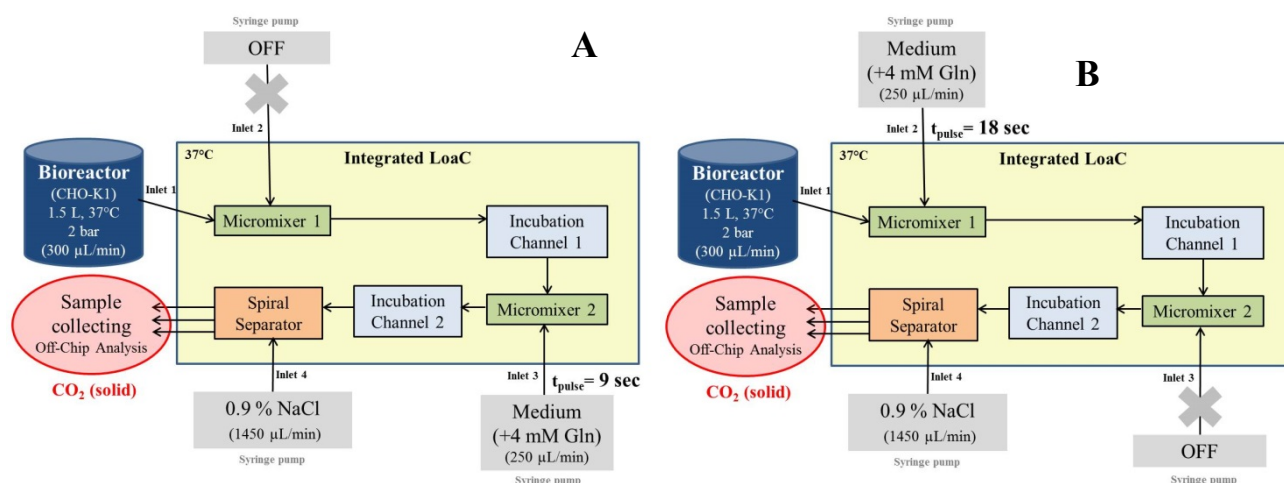 Syringe pump
OFF
A
Inlet 2
37°C
Integrated LoaC
Bioreactor
(CHO-K1)
1.5 L, 37°C
2 bar
(300 µL/min)
Inlet 1
Micromixer 1
Incubation
Channel 1
Sample
collecting
Off-Chip Analysis
CO2 (solid)
Spiral
Separator
Incubation
Channel 2
Micromixer 2
Inlet 4
Inlet 3
tpulse= 9 sec
0.9 % NaCl
(1450 µL/min)
Syringe pump
Medium
(+4 mM Gln)
(250 µL/min)
Syringe pump
Syringe pump
Medium
(+4 mM Gln)
(250 µL/min)
B
Inlet 2
tpulse= 18 sec
37°C
Integrated LoaC
Bioreactor
(CHO-K1)
1.5 L, 37°C
2 bar
(300 µL/min)
Inlet 1
Micromixer 1
Incubation
Channel 1
Sample
collecting
Off-Chip Analysis
CO2 (solid)
Spiral
Separator
Incubation
Channel 2
Micromixer 2
Inlet 4
Inlet 3
0.9 % NaCl
(1450 µL/min)
Syringe pump
OFF
Syringe pump